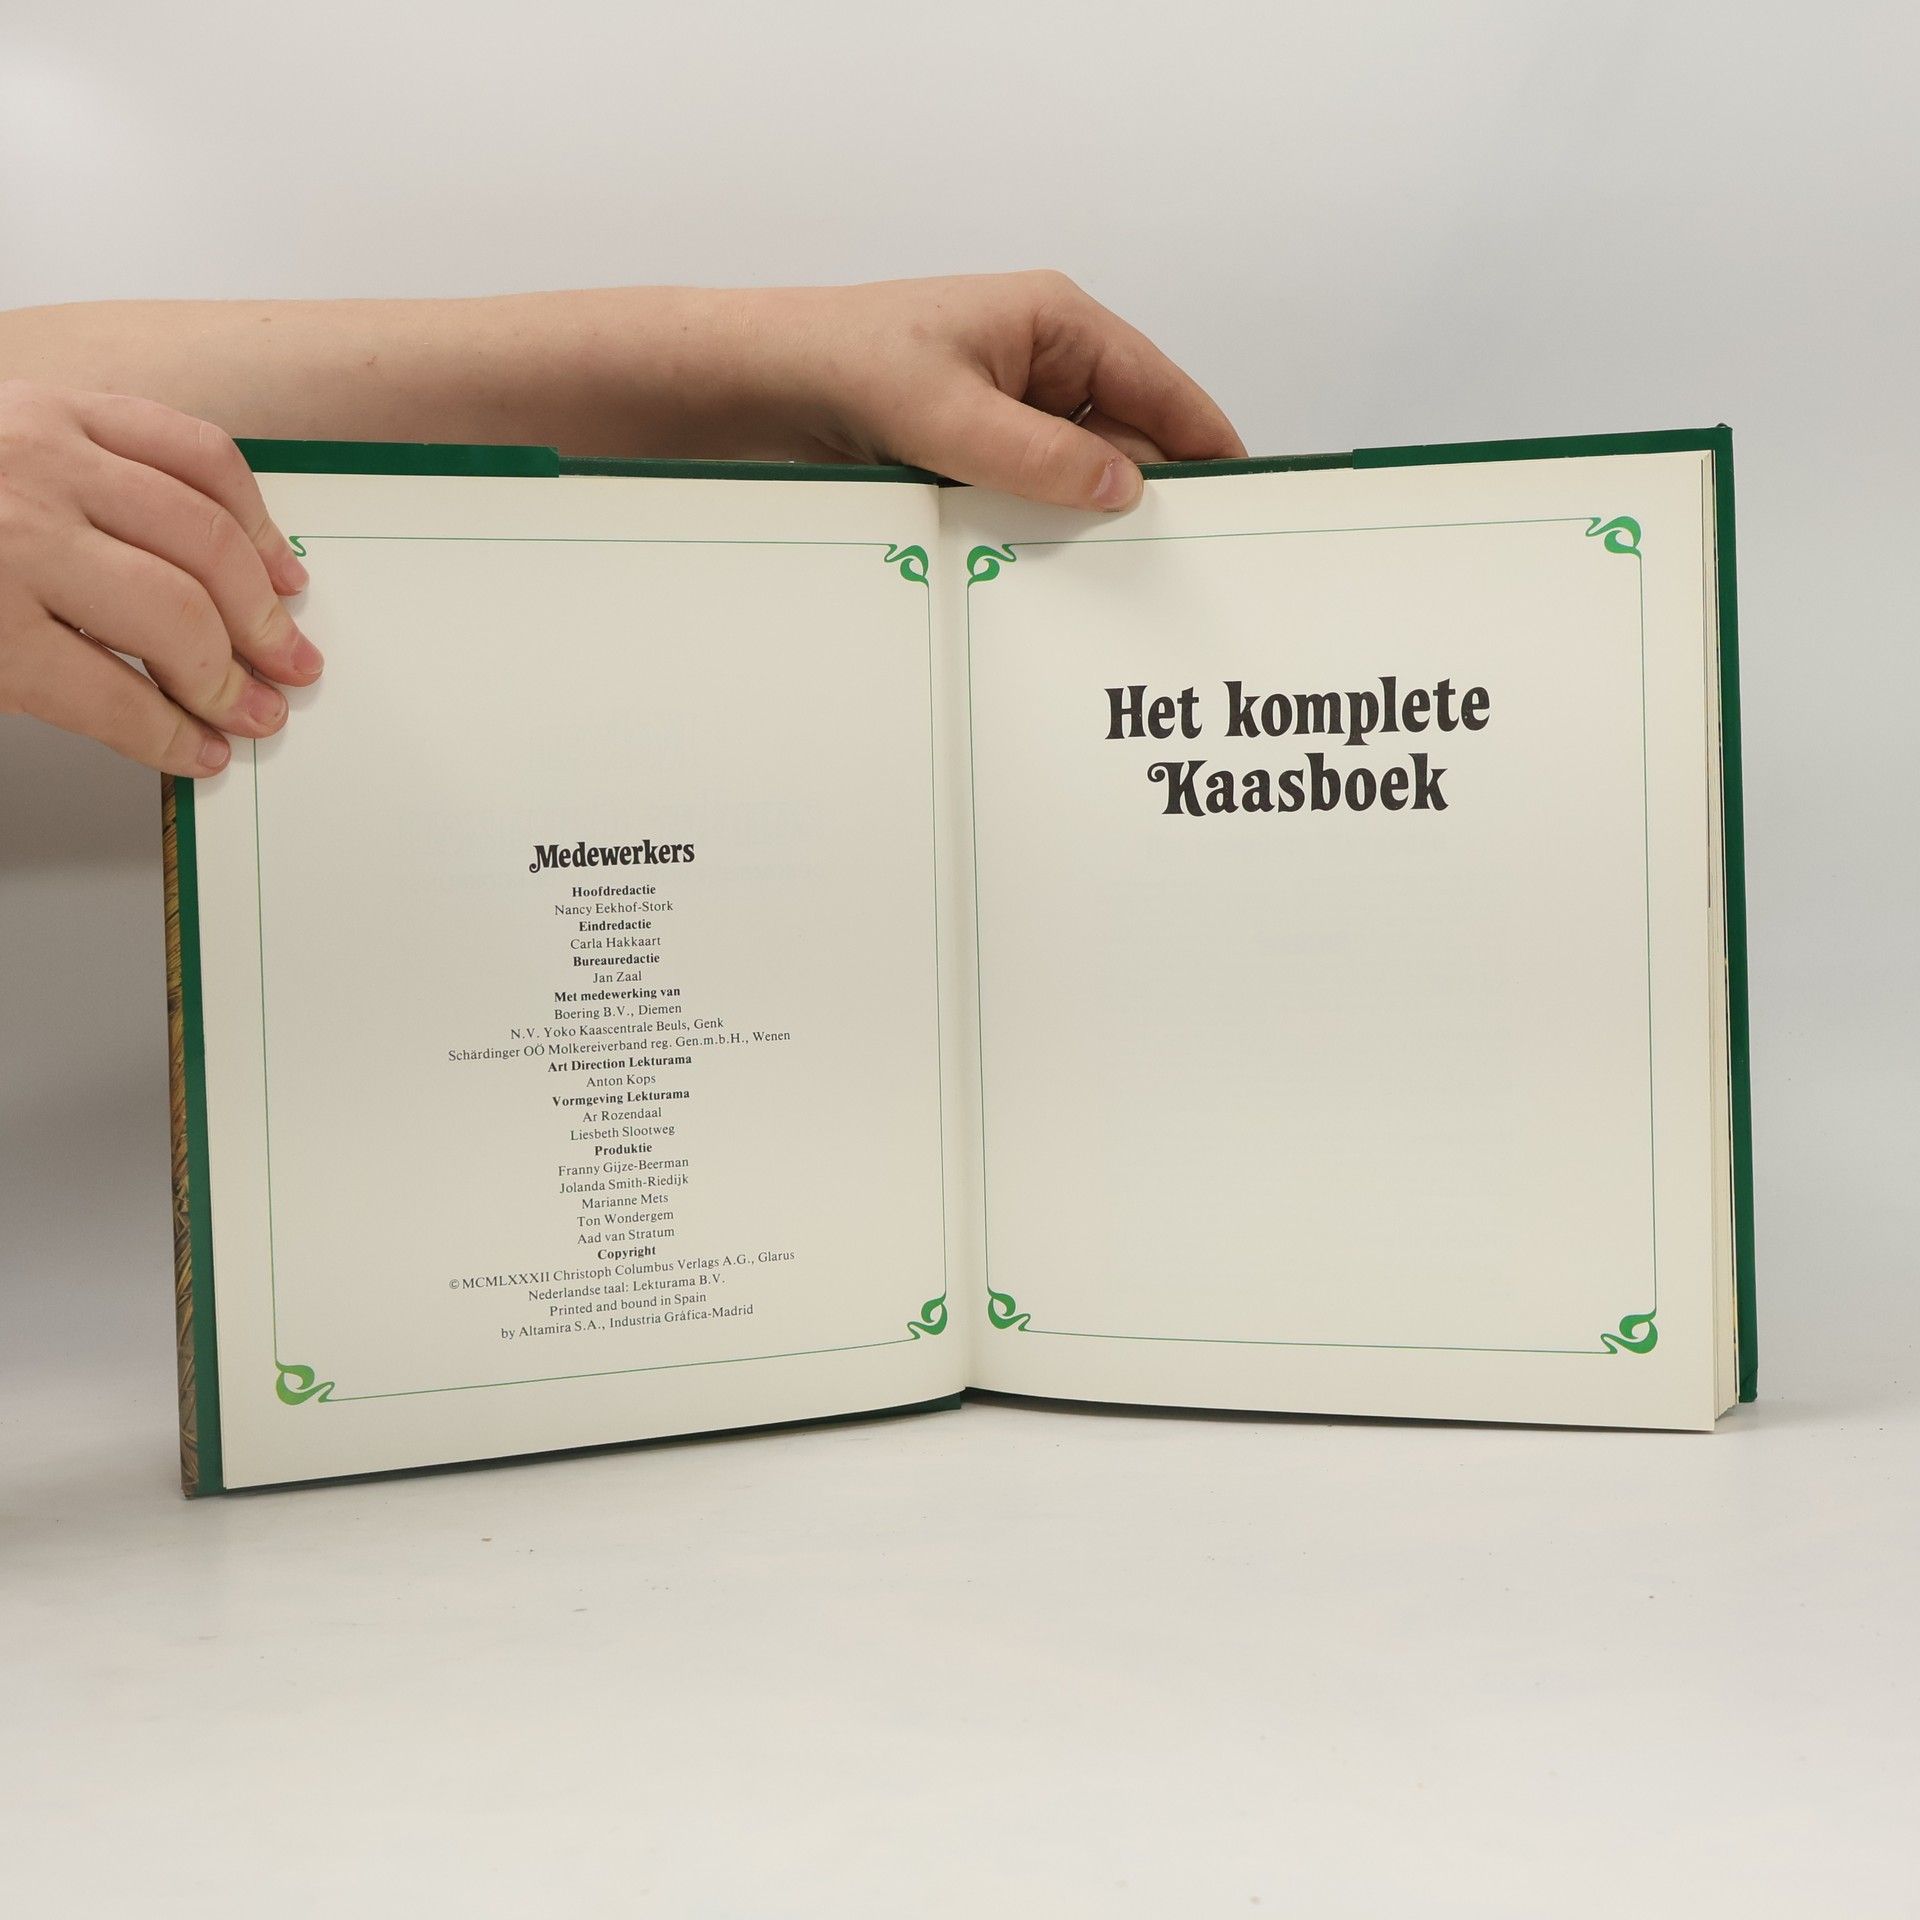 Medewerkers
Hoofdredactie
Nancy Eekhof-Stork
Eindredactie
Carla Hakkaart
Bureauredactie
Jan Zaal
Met medewerking van
Boering B.V., Diemen
N.V. Yoko Kaascentrale Beuls, Genk
Schärdinger OÖ Molkereiverband reg. Gen.m.b.H., Wenen
Art Direction Lekturama
Anton Kops
Vormgeving Lekturama
Ar Rozendaal
Liesbeth Slootweg
Produktie
Franny Gijze-Beerman
Jolanda Smith-Riedijk
Marianne Mets
Ton Wondergem
Aad van Stratum
Copyright
© MCMLXXXII Christoph Columbus Verlags A.G., Glarus
Nederlandse taal: Lekturama B.V.
Printed and bound in Spain
by Altamira S.A., Industria Gráfica-Madrid
Het komplete
Kaasboek